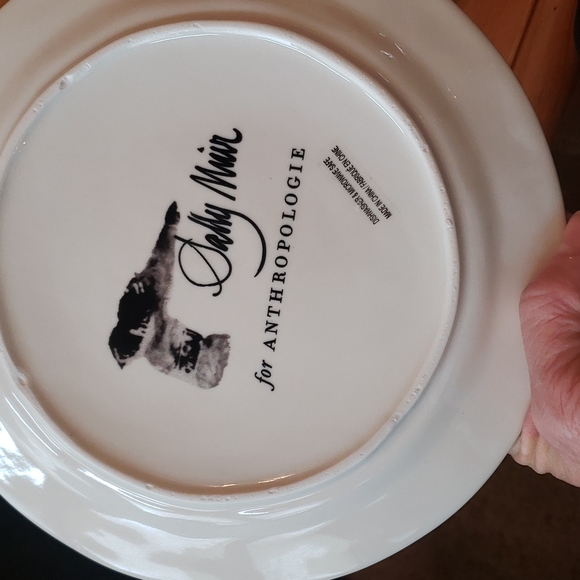 Sally Muir
for ANTHROPOLOGIE
DISHWASHER & MICROWAVE SAFE
MADE IN CHINA / FABRIQUÉ EN CHINE